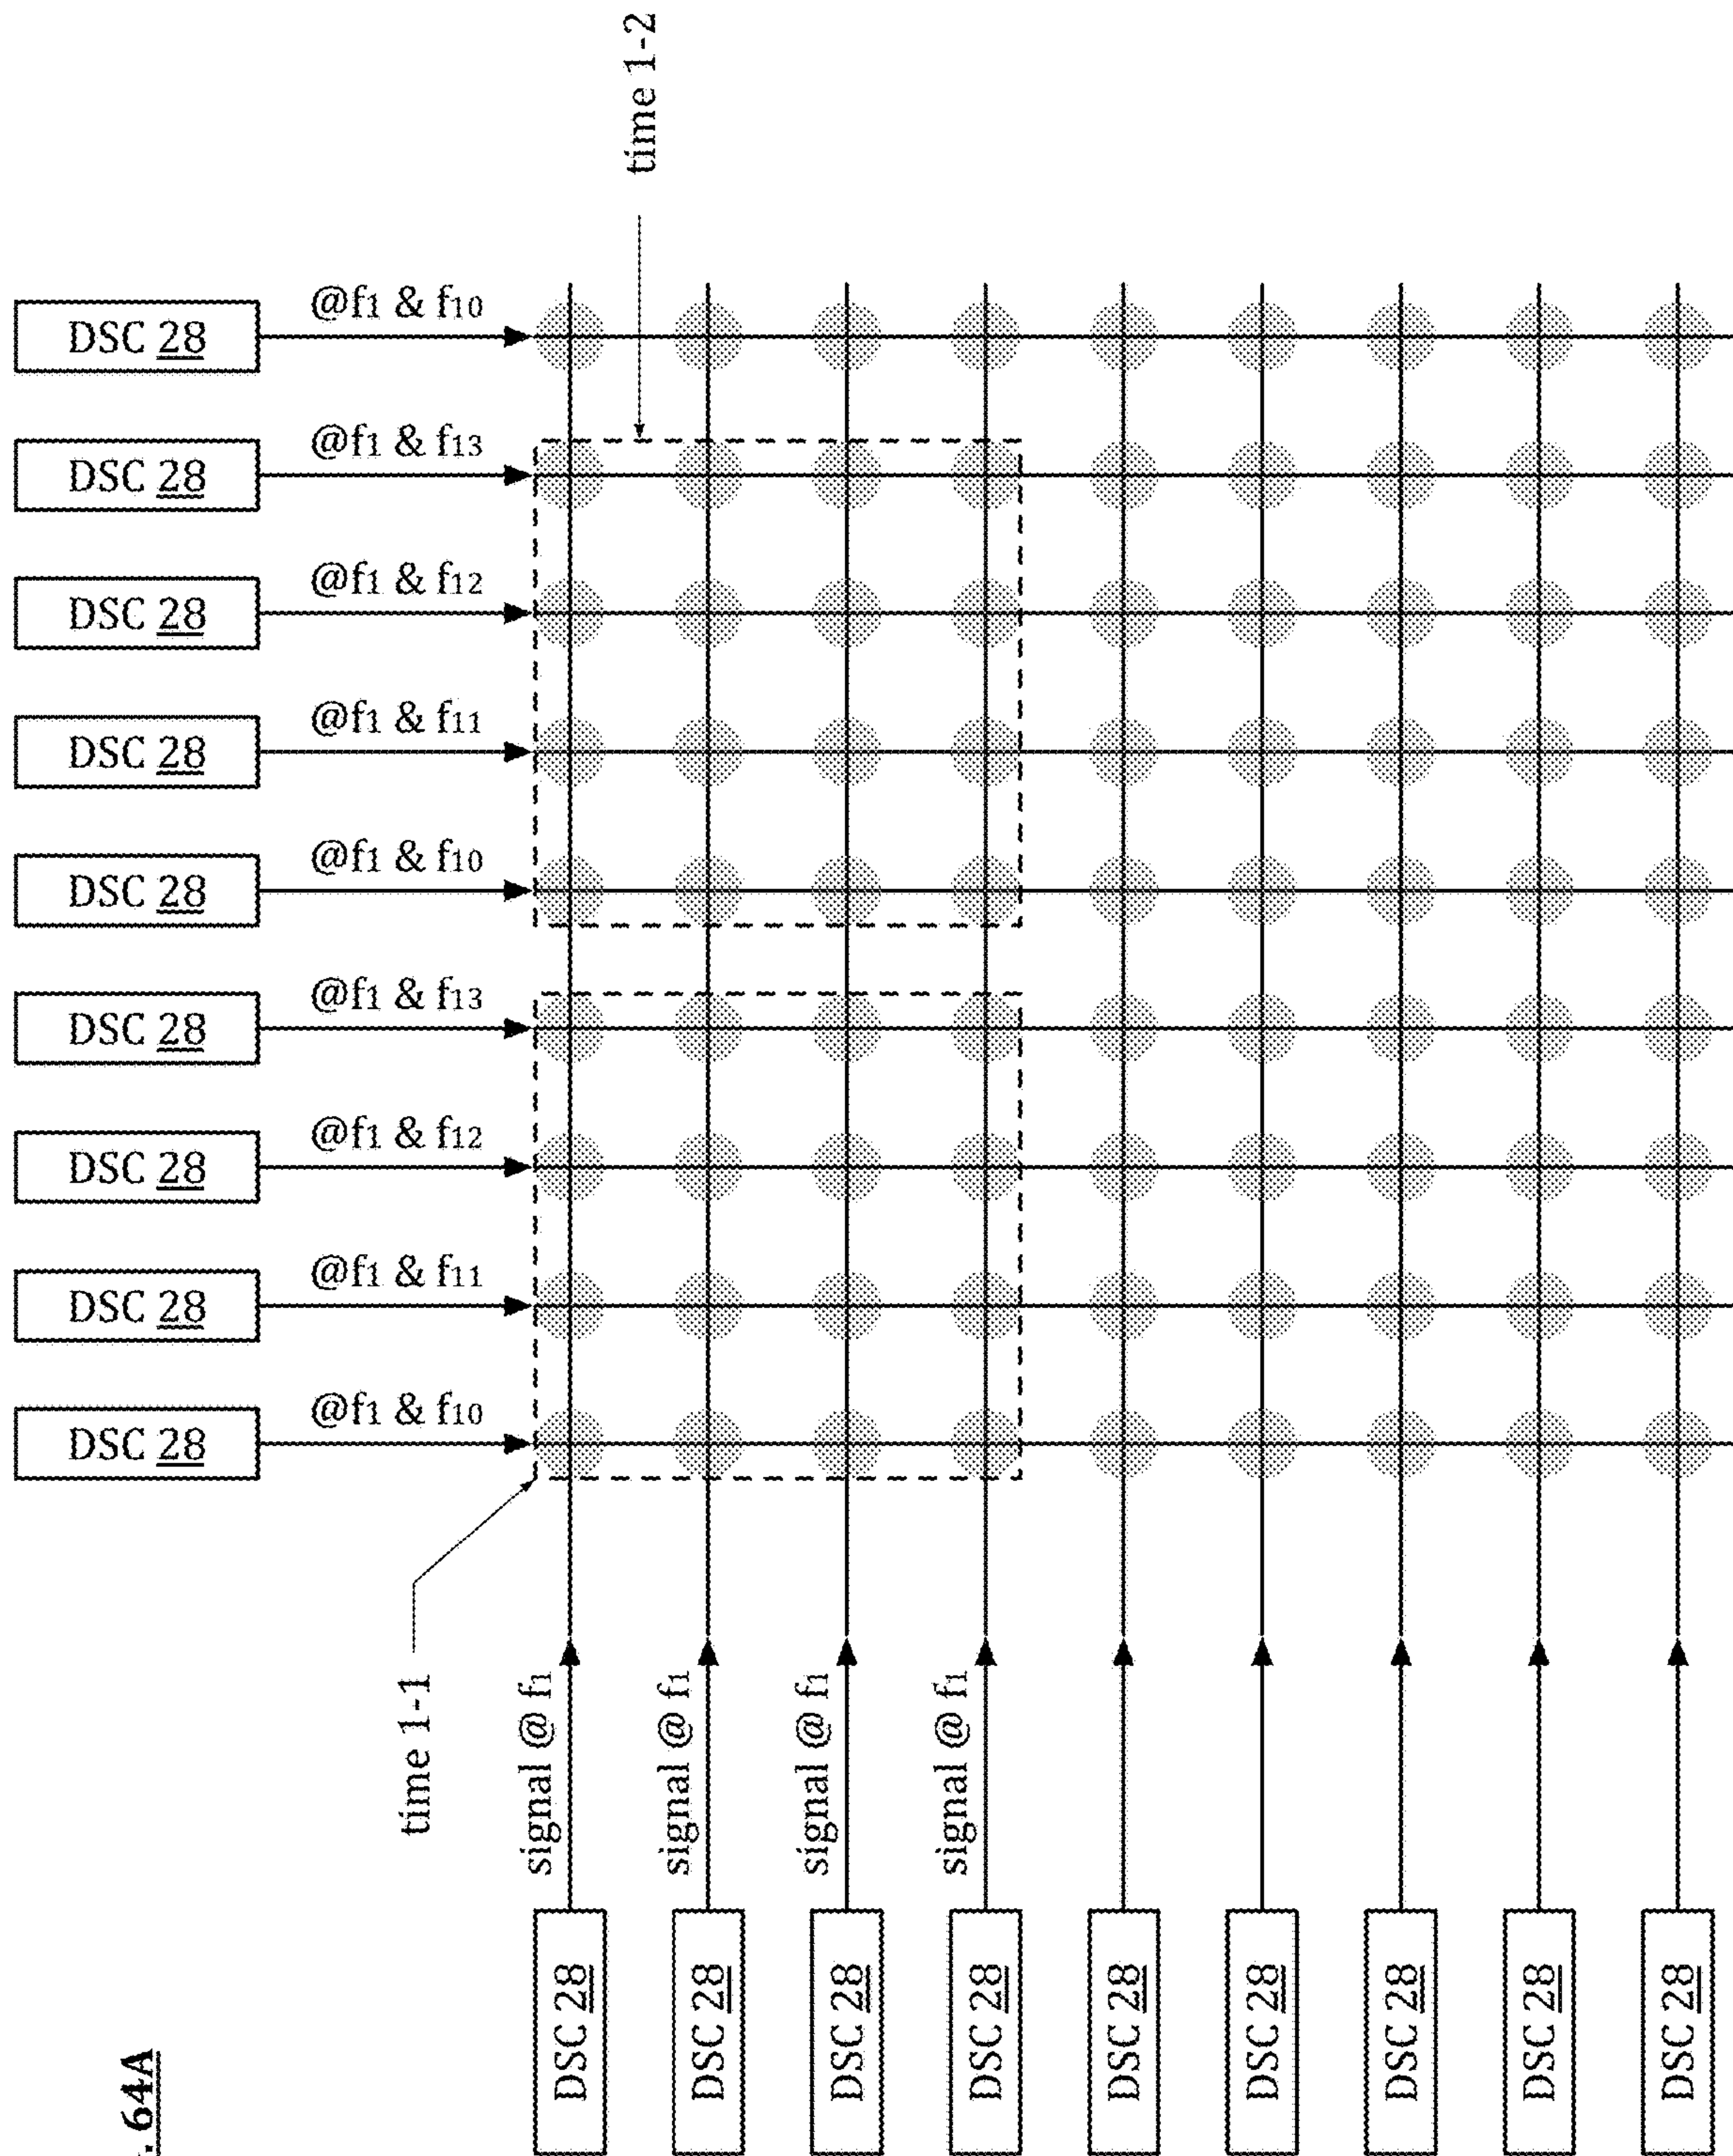 time 1-2
DSC 28
@f₁ & f₁₀
DSC 28
@f₁ & f₁₃
DSC 28
@f₁ & f₁₂
DSC 28
@f₁ & f₁₁
DSC 28
@f₁ & f₁₀
DSC 28
@f₁ & f₁₃
DSC 28
@f₁ & f₁₂
DSC 28
@f₁ & f₁₁
DSC 28
@f₁ & f₁₀
time 1-1
signal @ f₁
signal @ f₁
signal @ f₁
signal @ f₁
DSC 28
DSC 28
DSC 28
DSC 28
DSC 28
DSC 28
DSC 28
DSC 28
DSC 28
. 64A